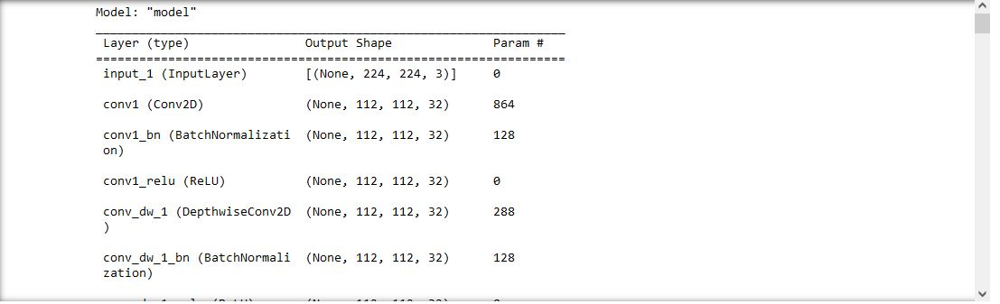 Model: "model"
Layer (type) Output Shape Param #
input_1 (InputLayer) [(None, 224, 224, 3)] 0
conv1 (Conv2D) (None, 112, 112, 32) 864
conv1_bn (BatchNormalizati (None, 112, 112, 32) 128
on)
conv1_relu (ReLU) (None, 112, 112, 32) 0
conv_dw_1 (DepthwiseConv2D (None, 112, 112, 32) 288
)
conv_dw_1_bn (BatchNormali (None, 112, 112, 32) 128
zation)